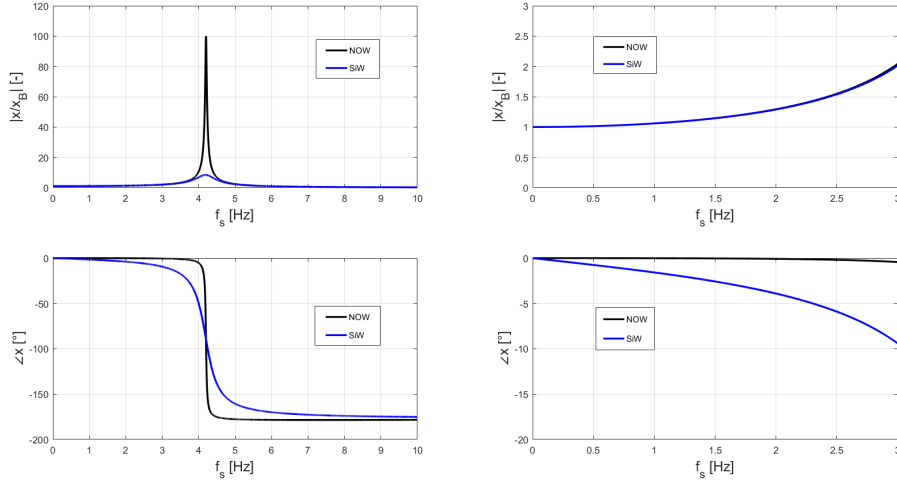 120
100
80
60
40
20
0
|x/x_B| [-]
NOW
SiW
0 1 2 3 4 5 6 7 8 9 10
f_s [Hz]
3
2.5
2
1.5
1
0.5
0
|x/x_B| [-]
NOW
SiW
0 0.5 1 1.5 2 2.5 3
f_s [Hz]
0
-50
-100
-150
-200
∠x [°]
NOW
SiW
0 1 2 3 4 5 6 7 8 9 10
f_s [Hz]
0
-5
-10
-15
-20
∠x [°]
NOW
SiW
0 0.5 1 1.5 2 2.5 3
f_s [Hz]